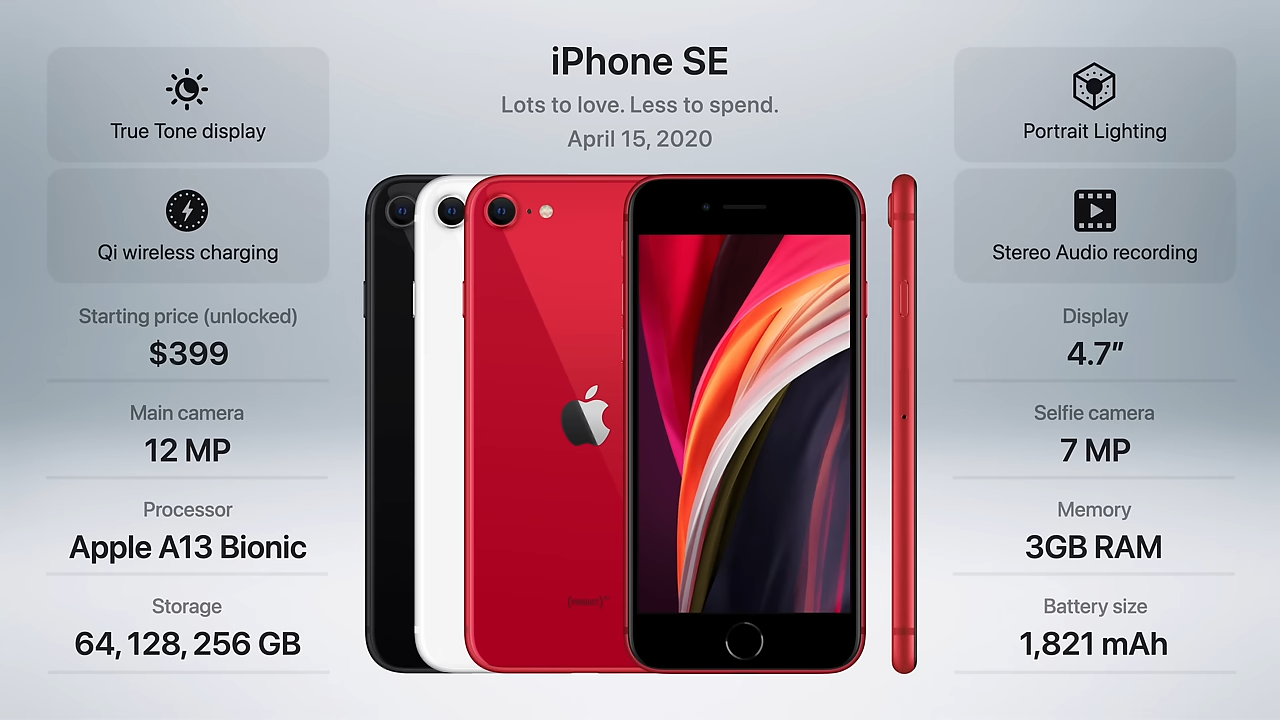 iPhone SE
Lots to love. Less to spend.
April 15, 2020
True Tone display
Qi wireless charging
Starting price (unlocked)
$399
Main camera
12 MP
Processor
Apple A13 Bionic
Storage
64, 128, 256 GB
Portrait Lighting
Stereo Audio recording
Display
4.7″
Selfie camera
7 MP
Memory
3GB RAM
Battery size
1,821 mAh